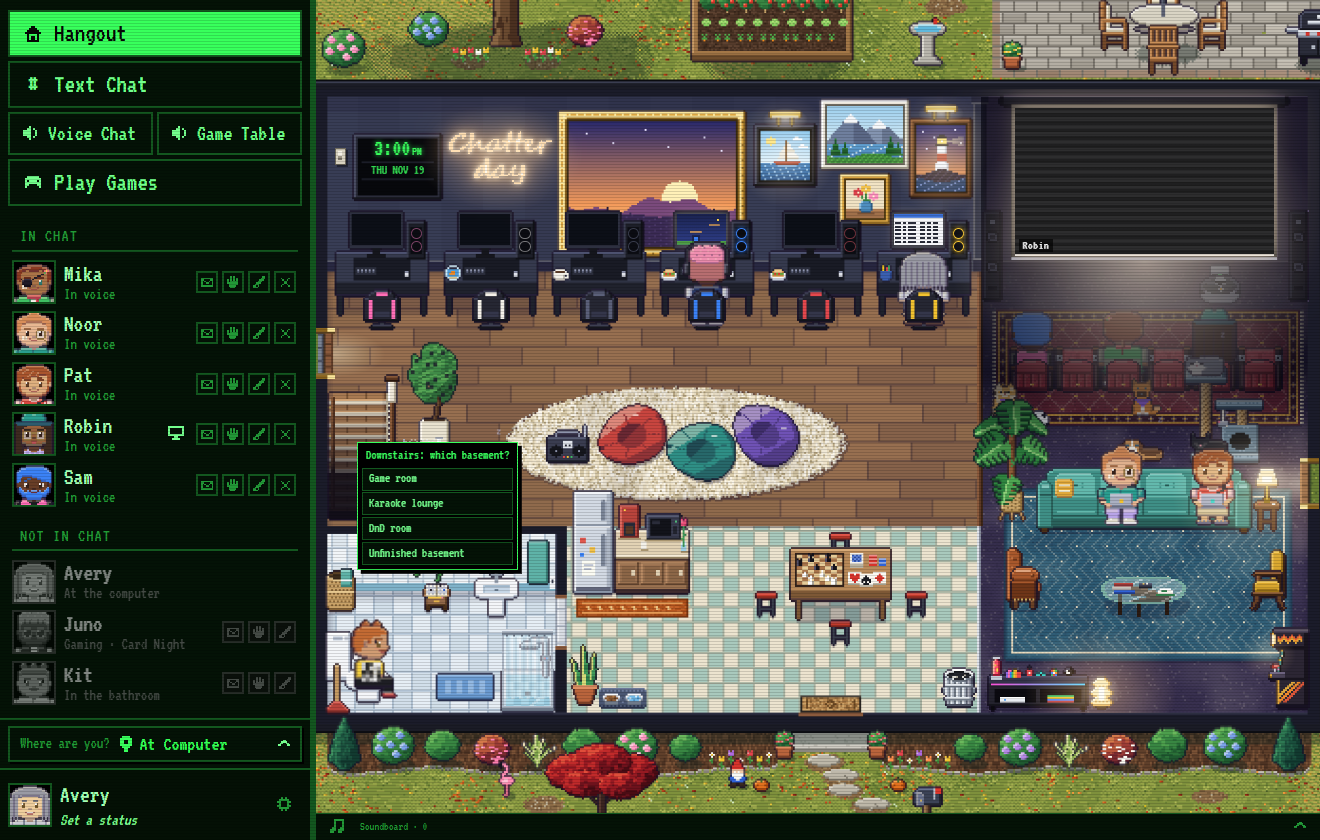 Hangout
# Text Chat
Voice Chat
Game Table
Play Games
IN CHAT
Mika
In voice
Noor
In voice
Pat
In voice
Robin
In voice
Sam
In voice
NOT IN CHAT
Avery
At the computer
Juno
Gaming · Card Night
Kit
In the bathroom
Where are you? At Computer
Avery
Set a status
3:00 PM
THU NOV 19
Chatter
day
Robin
Downstairs: which basement?
Game room
Karaoke lounge
DnD room
Unfinished basement
Soundboard · 0